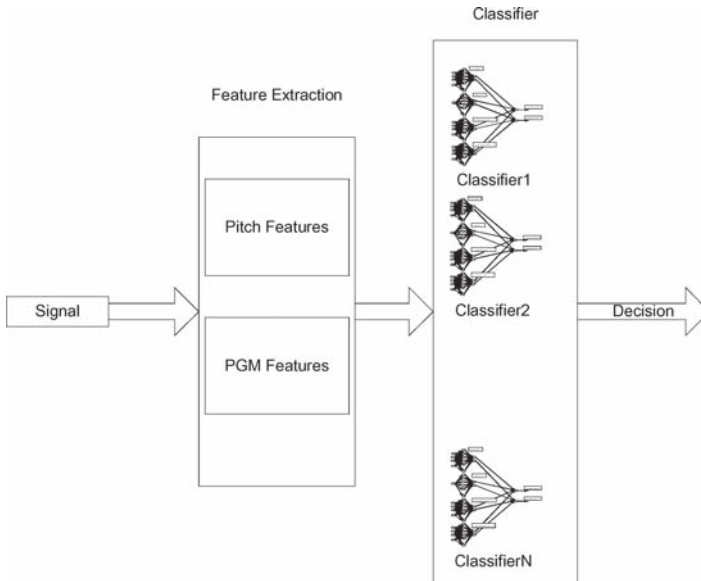 Classifier
Feature Extraction
Classifier1
Pitch Features
Classifier2
Signal
Decision
PGM Features
ClassifierN